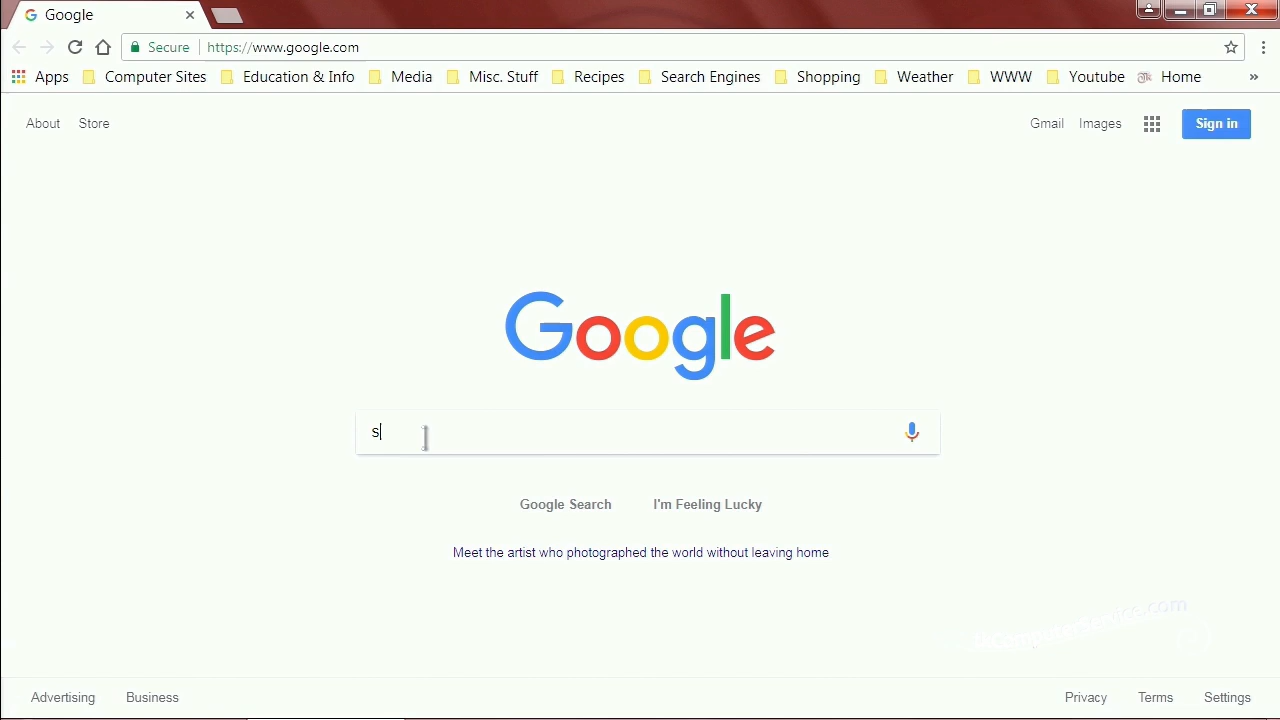 Google
Secure https://www.google.com
Apps Computer Sites Education & Info Media Misc. Stuff Recipes Search Engines Shopping Weather WWW Youtube Home »
About Store Gmail Images Sign in
Google
s
Google Search I'm Feeling Lucky
Meet the artist who photographed the world without leaving home
Advertising Business Privacy Terms Settings